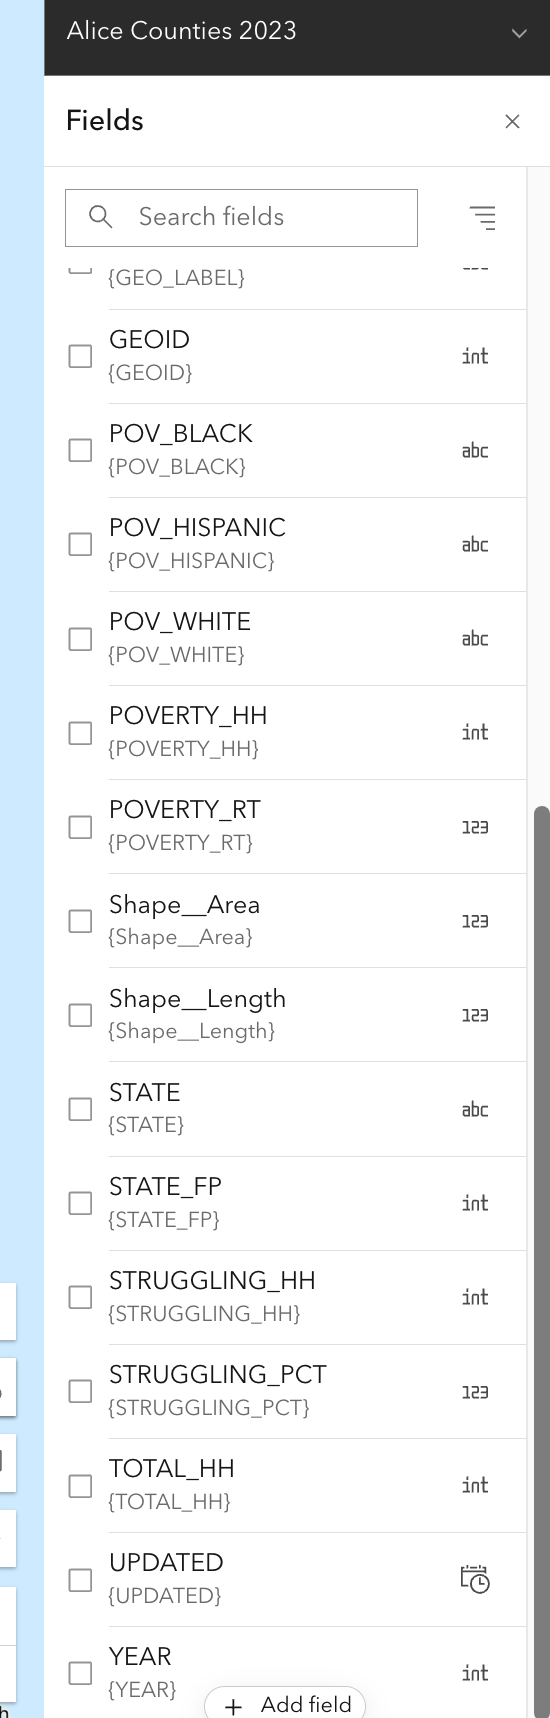 Alice Counties 2023
Fields
Search fields
{GEO_LABEL}
GEOID
{GEOID}
int
POV_BLACK
{POV_BLACK}
abc
POV_HISPANIC
{POV_HISPANIC}
abc
POV_WHITE
{POV_WHITE}
abc
POVERTY_HH
{POVERTY_HH}
int
POVERTY_RT
{POVERTY_RT}
123
Shape__Area
{Shape__Area}
123
Shape__Length
{Shape__Length}
123
STATE
{STATE}
abc
STATE_FP
{STATE_FP}
int
STRUGGLING_HH
{STRUGGLING_HH}
int
STRUGGLING_PCT
{STRUGGLING_PCT}
123
TOTAL_HH
{TOTAL_HH}
int
UPDATED
{UPDATED}
YEAR
{YEAR}
int
+ Add field